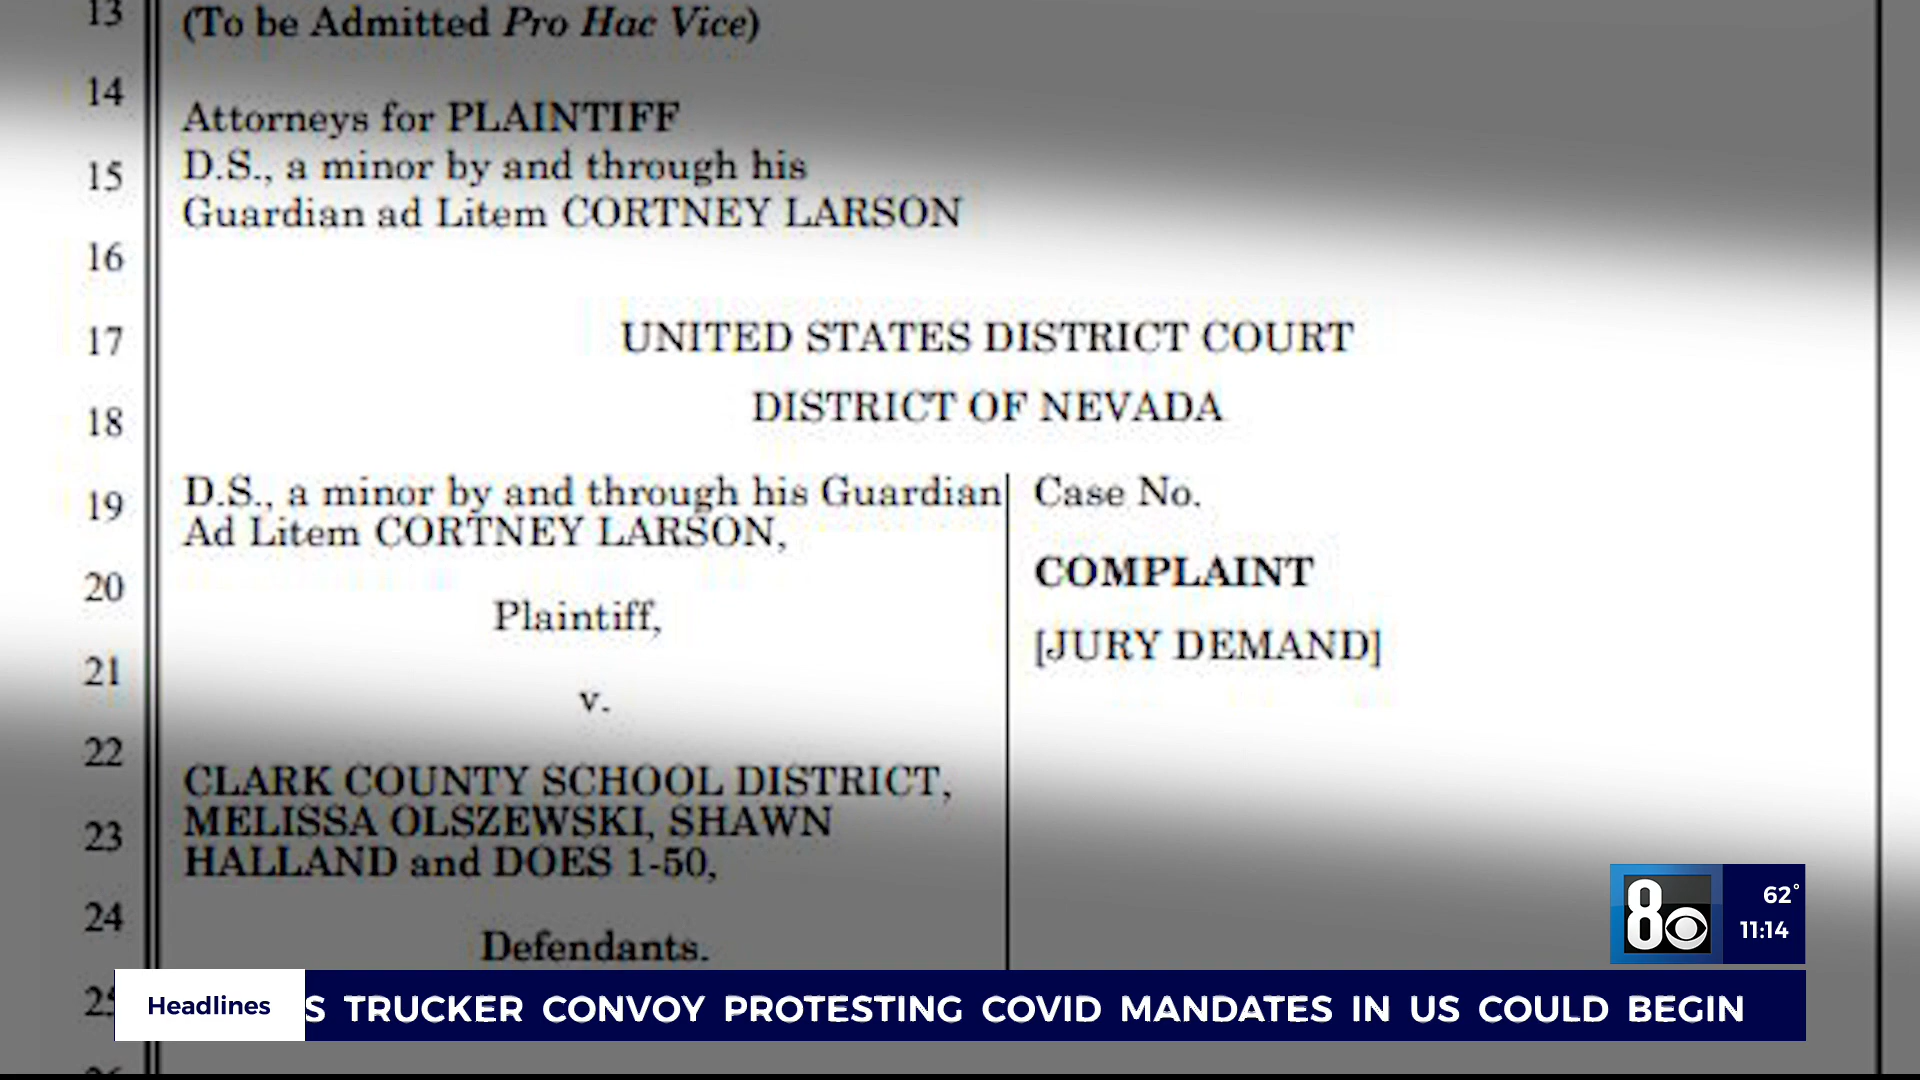 13
(To be Admitted Pro Hac Vice)
14
Attorneys for PLAINTIFF
15
D.S., a minor by and through his
Guardian ad Litem CORTNEY LARSON
16
17
UNITED STATES DISTRICT COURT
18
DISTRICT OF NEVADA
19
D.S., a minor by and through his Guardian
Ad Litem CORTNEY LARSON,
20
Plaintiff,
21
v.
22
CLARK COUNTY SCHOOL DISTRICT,
23
MELISSA OLSZEWSKI, SHAWN
HALLAND and DOES 1-50,
24
Defendants.
Case No.
COMPLAINT
[JURY DEMAND]
8
62°
11:14
25
Headlines
S TRUCKER CONVOY PROTESTING COVID MANDATES IN US COULD BEGIN